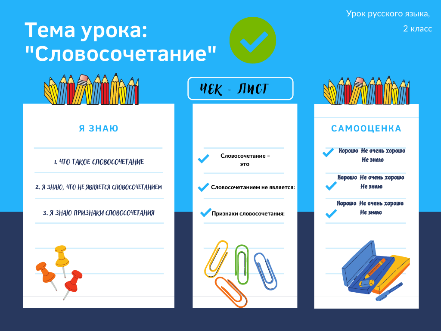 Урок русского языка,
2 класс
Тема урока:
"Словосочетание"
ЧЕК - ЛИСТ
Я ЗНАЮ
1. ЧТО ТАКОЕ СЛОВОСОЧЕТАНИЕ
2. Я ЗНАЮ, ЧТО НЕ ЯВЛЯЕТСЯ СЛОВОСОЧЕТАНИЕМ
3. Я ЗНАЮ ПРИЗНАКИ СЛОВОСОЧЕТАНИЯ
Словосочетание –
это
Словосочетанием не является:
Признаки словосочетания:
САМООЦЕНКА
Хорошо Не очень хорошо
Не знаю
Хорошо Не очень хорошо
Не знаю
Хорошо Не очень хорошо
Не знаю